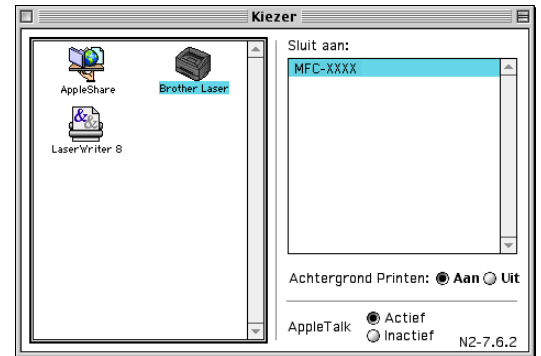 Kiezer
AppleShare
Brother Laser
LaserWriter 8
Sluit aan:
MFC-XXXX
Achtergrond Printen: Aan Uit
AppleTalk
Actief
Inactief
N2-7.6.2